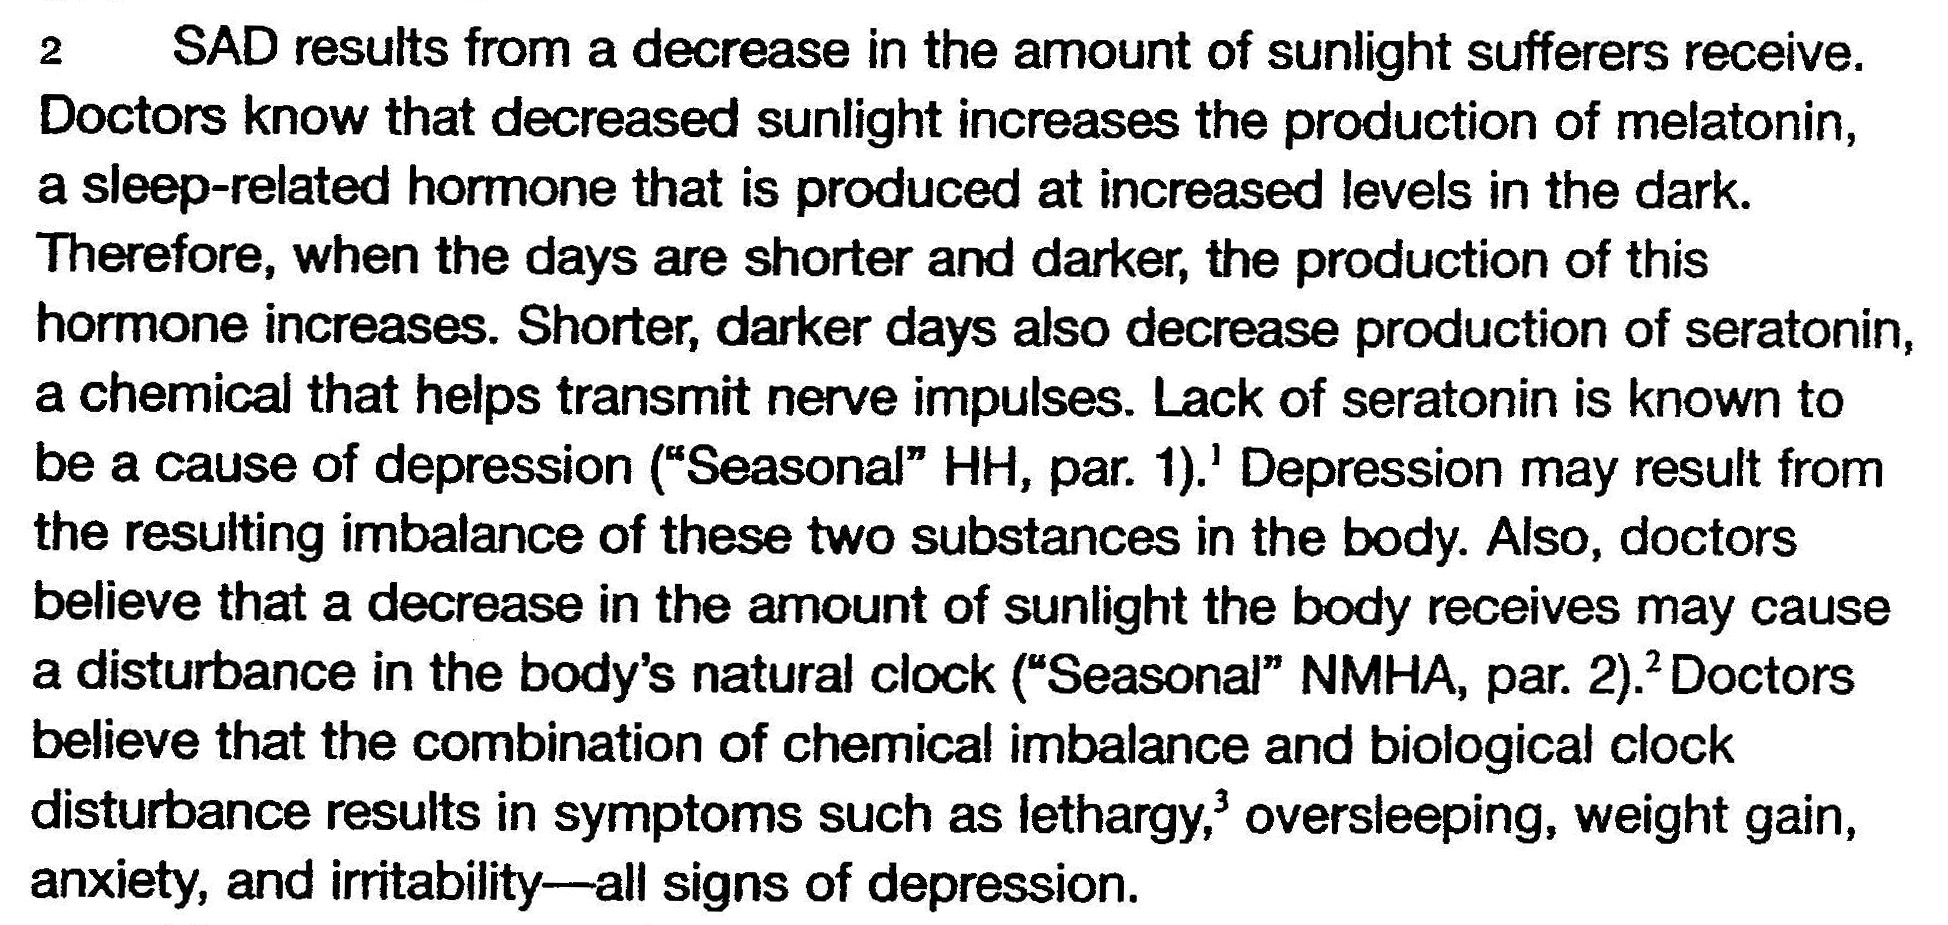 2 SAD results from a decrease in the amount of sunlight sufferers receive.
Doctors know that decreased sunlight increases the production of melatonin,
a sleep-related hormone that is produced at increased levels in the dark.
Therefore, when the days are shorter and darker, the production of this
hormone increases. Shorter, darker days also decrease production of seratonin,
a chemical that helps transmit nerve impulses. Lack of seratonin is known to
be a cause of depression (“Seasonal” HH, par. 1).¹ Depression may result from
the resulting imbalance of these two substances in the body. Also, doctors
believe that a decrease in the amount of sunlight the body receives may cause
a disturbance in the body’s natural clock (“Seasonal” NMHA, par. 2).² Doctors
believe that the combination of chemical imbalance and biological clock
disturbance results in symptoms such as lethargy,³ oversleeping, weight gain,
anxiety, and irritability—all signs of depression.